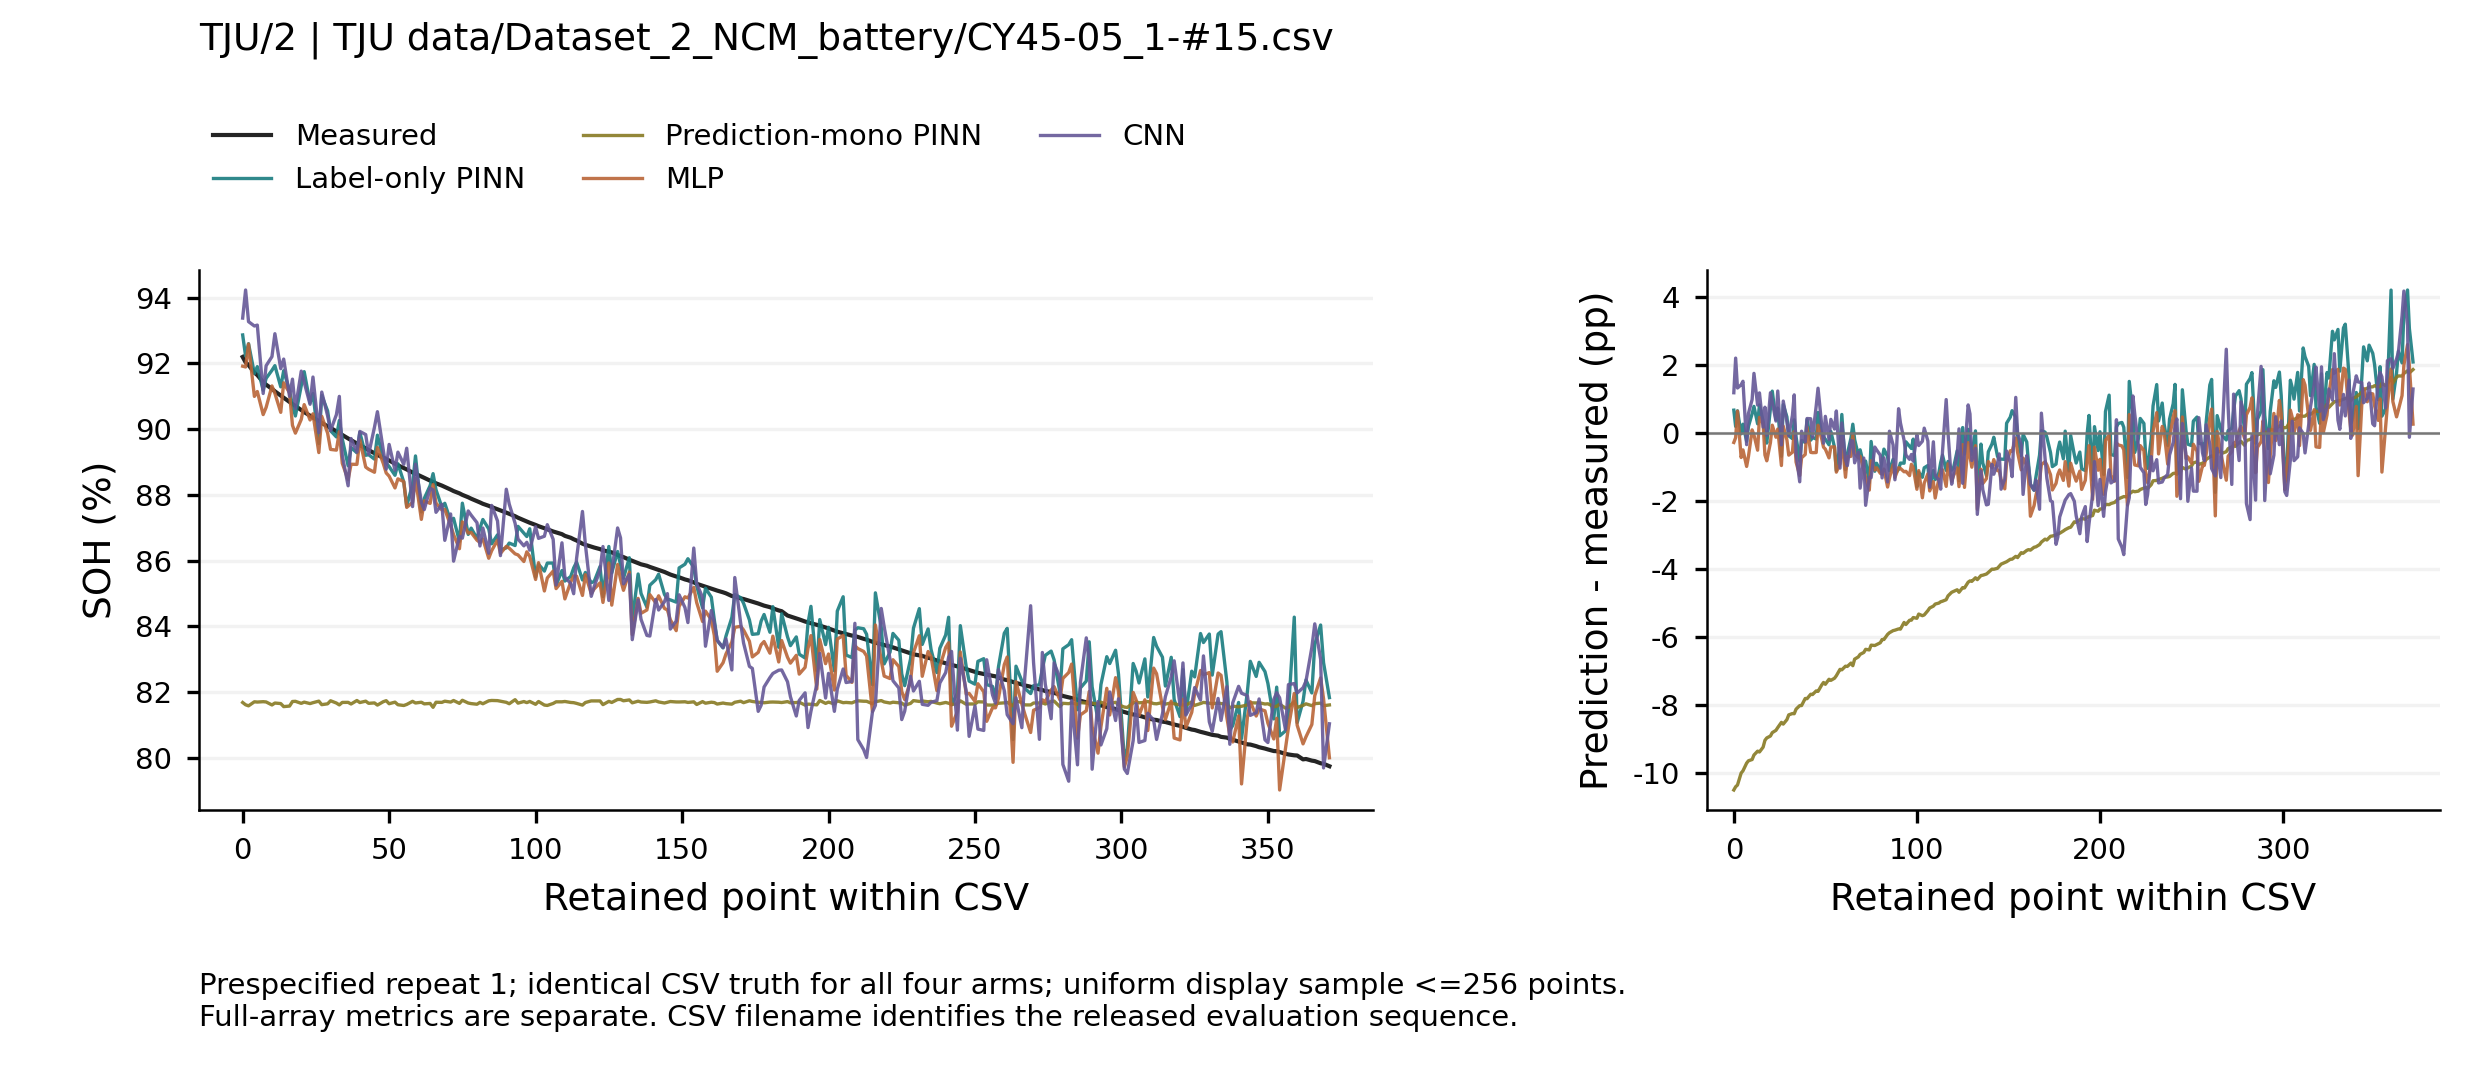 TJU/2 | TJU data/Dataset_2_NCM_battery/CY45-05_1-#15.csv
Measured
Label-only PINN
Prediction-mono PINN
MLP
CNN
SOH (%)
94
92
90
88
86
84
82
80
0 50 100 150 200 250 300 350
Retained point within CSV
Prediction - measured (pp)
4
2
0
-2
-4
-6
-8
-10
0 100 200 300
Retained point within CSV
Prespecified repeat 1; identical CSV truth for all four arms; uniform display sample <=256 points.
Full-array metrics are separate. CSV filename identifies the released evaluation sequence.